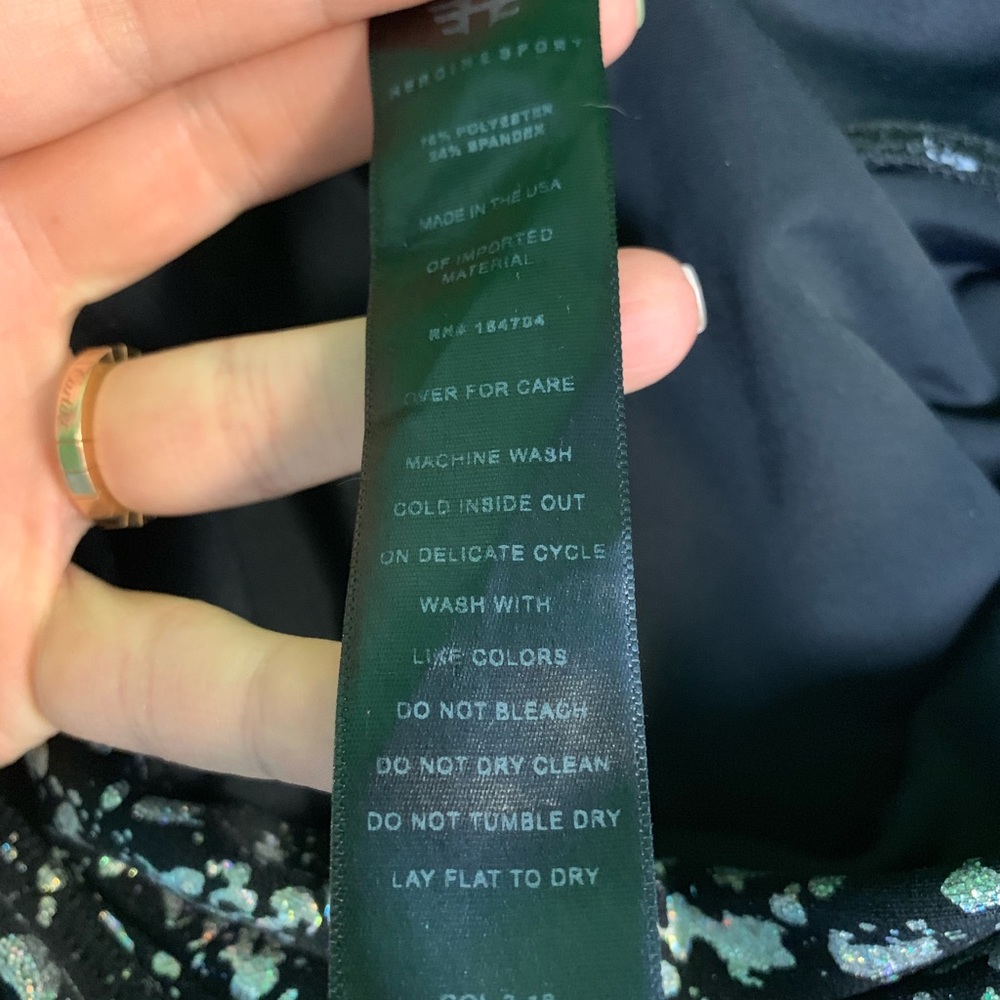 HEROINE SPORT
76% POLYESTER
24% SPANDEX
MADE IN THE USA
OF IMPORTED
MATERIAL
RN# 154704
OVER FOR CARE
MACHINE WASH
COLD INSIDE OUT
ON DELICATE CYCLE
WASH WITH
LIKE COLORS
DO NOT BLEACH
DO NOT DRY CLEAN
DO NOT TUMBLE DRY
LAY FLAT TO DRY